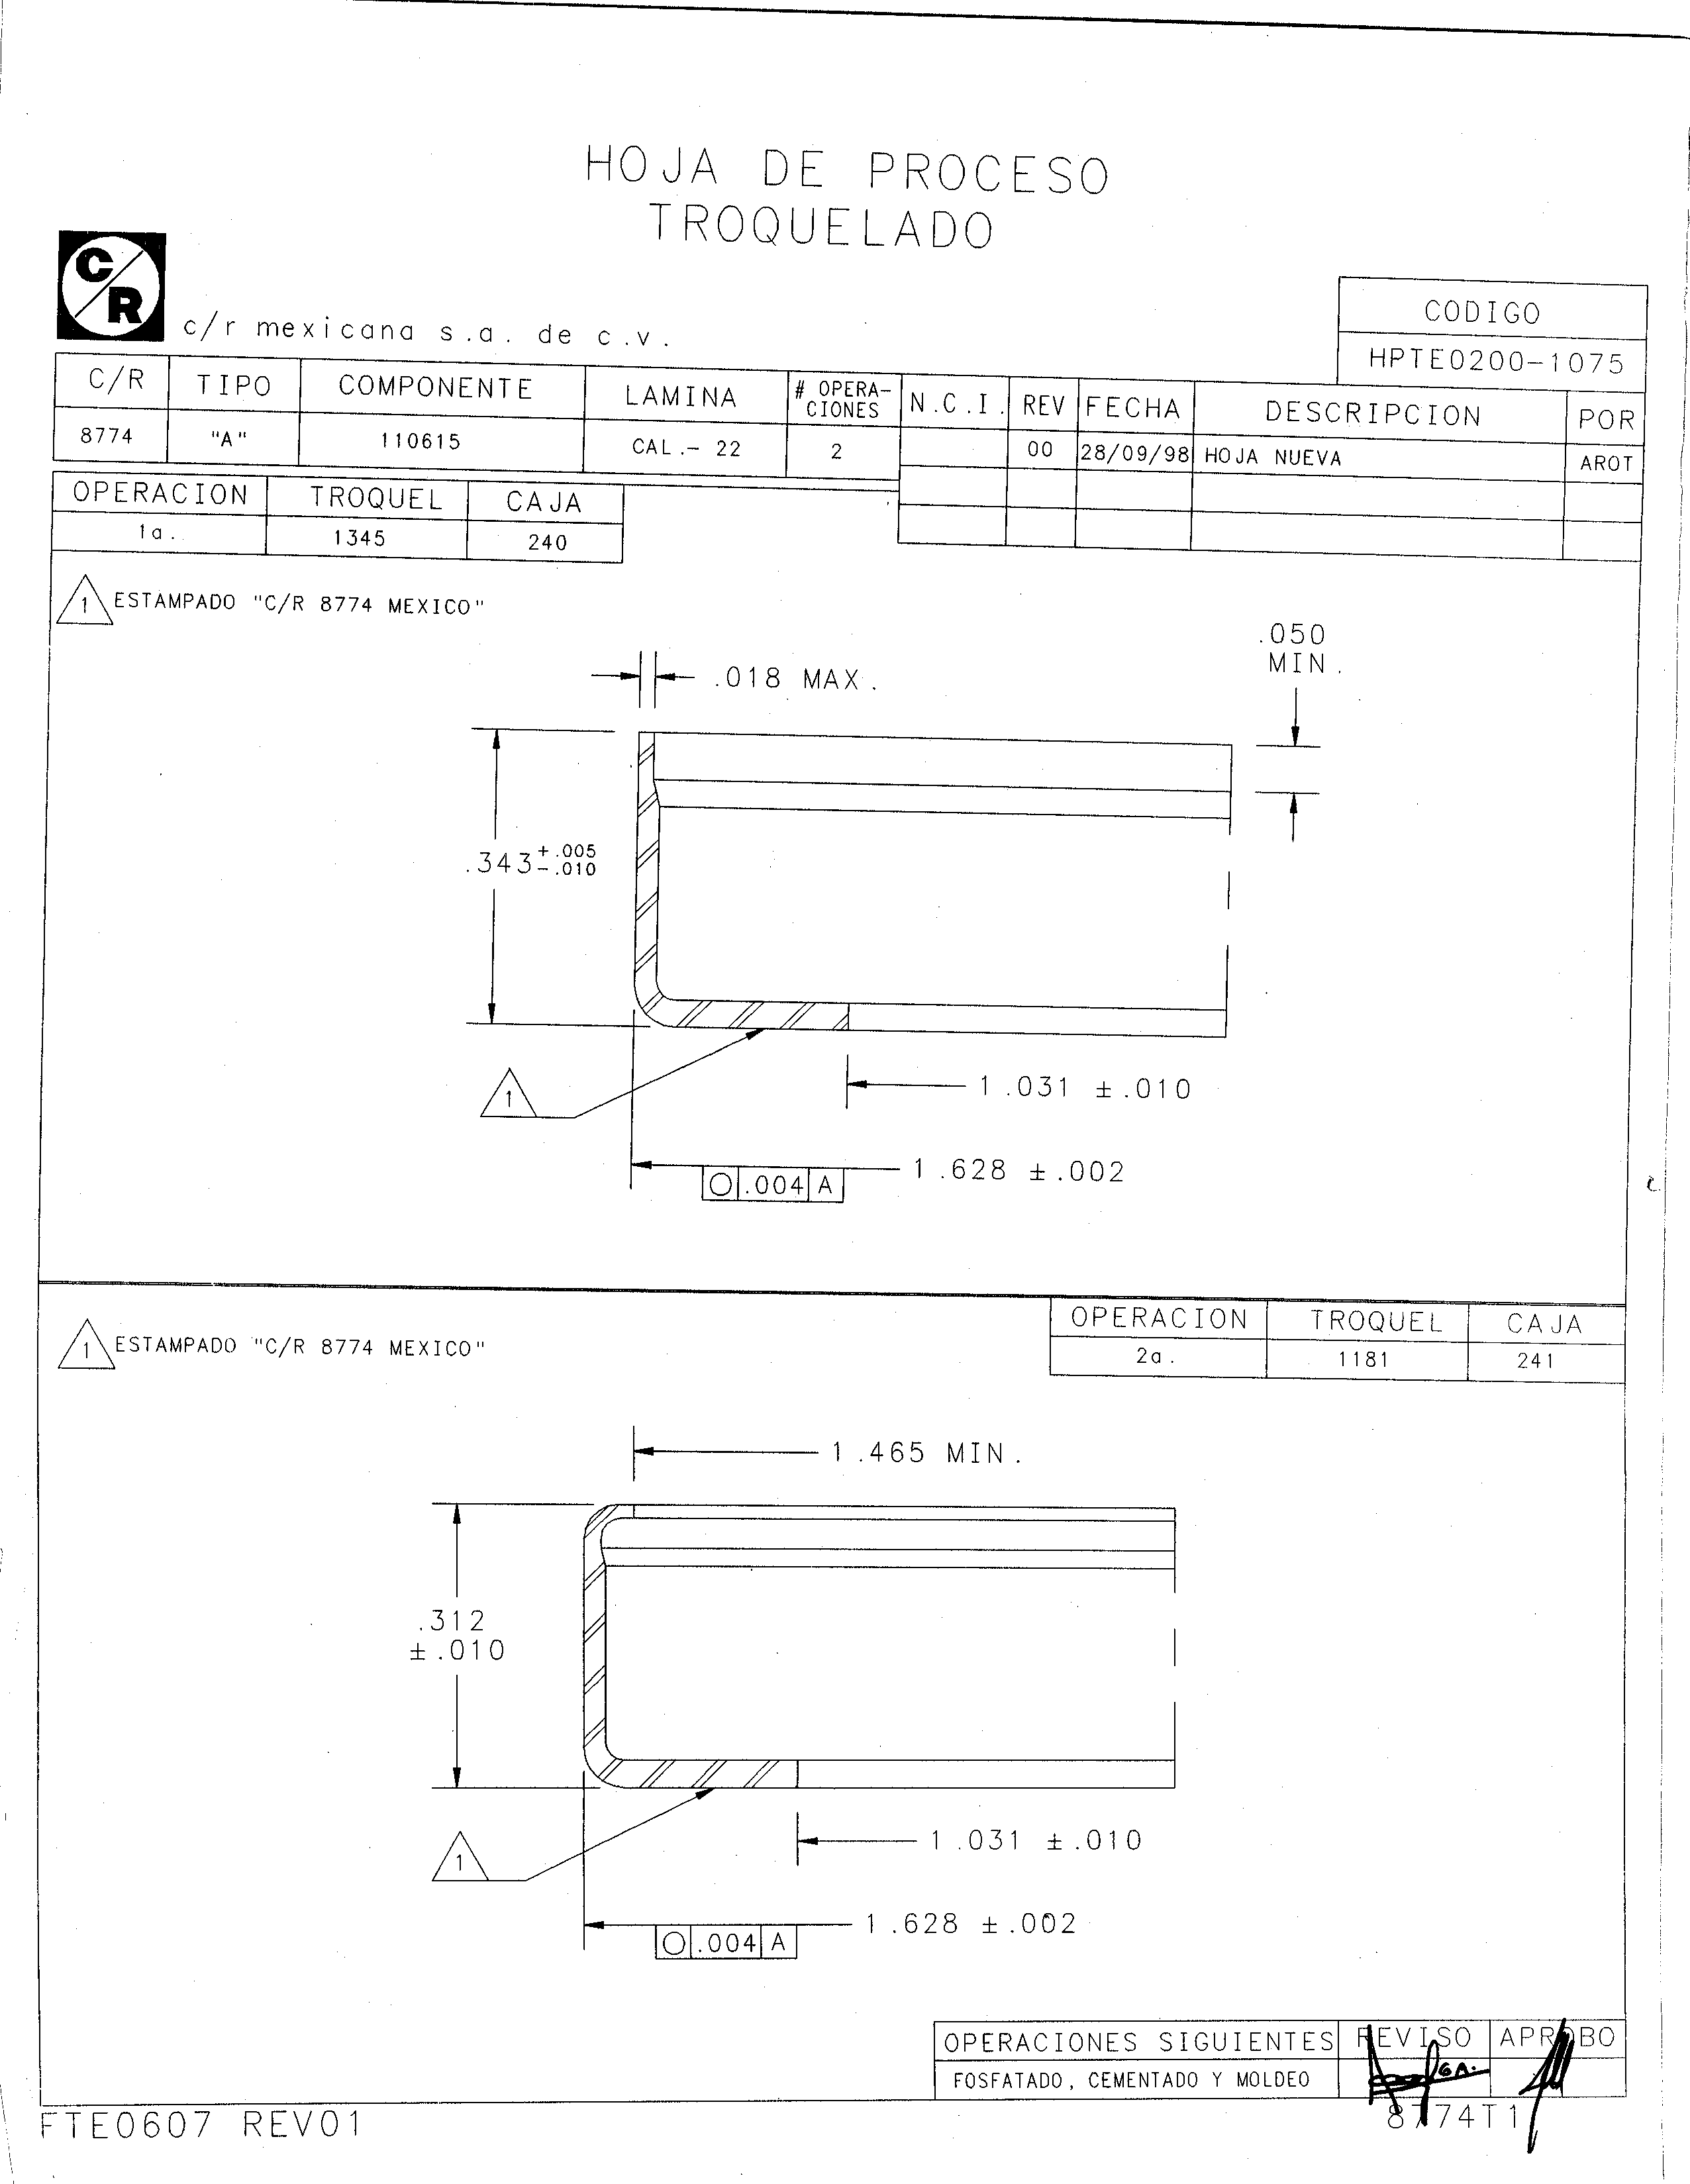 HOJA DE PROCESO
TROQUELADO
C/R
c/r mexicana s.a. de c.v.
CODIGO
HPTE0200-1075
C/R TIPO COMPONENTE LAMINA # OPERA-CIONES N.C.I. REV FECHA DESCRIPCION POR
8774 "A" 110615 CAL.- 22 2 00 28/09/98 HOJA NUEVA AROT
OPERACION TROQUEL CAJA
1a. 1345 240
1 ESTAMPADO "C/R 8774 MEXICO"
.050
MIN.
.018 MAX.
.343 +.005 -.010
1
1.031 ±.010
1.628 ±.002
○ .004 A
OPERACION TROQUEL CAJA
2a. 1181 241
1 ESTAMPADO "C/R 8774 MEXICO"
1.465 MIN.
.312
±.010
1.031 ±.010
1
1.628 ±.002
○ .004 A
OPERACIONES SIGUIENTES REVISO APROBO
FOSFATADO, CEMENTADO Y MOLDEO
FTE0607 REV01
8774T1